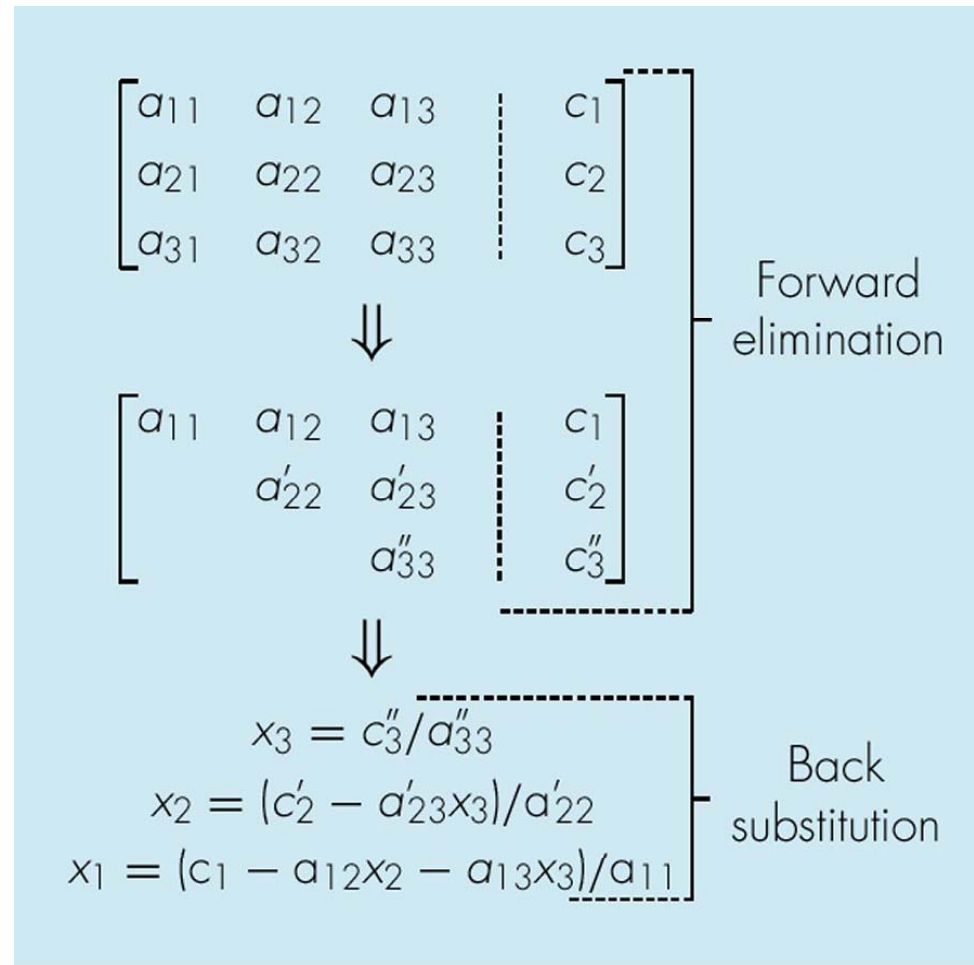 a11 a12 a13 c1
a21 a22 a23 c2
a31 a32 a33 c3
Forward
elimination
⇓
a11 a12 a13 c1
a′22 a′23 c′2
a″33 c″3
⇓
x3 = c″3/a″33
x2 = (c′2 − a′23x3)/a′22
x1 = (c1 − a12x2 − a13x3)/a11
Back
substitution